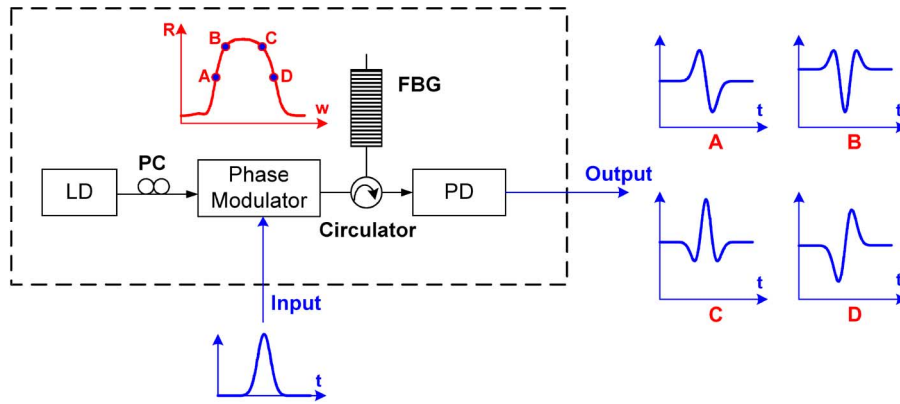 R
B
C
A
D
w
FBG
PC
LD
Phase
Modulator
Circulator
PD
Output
Input
t
t
A
t
B
t
C
t
D